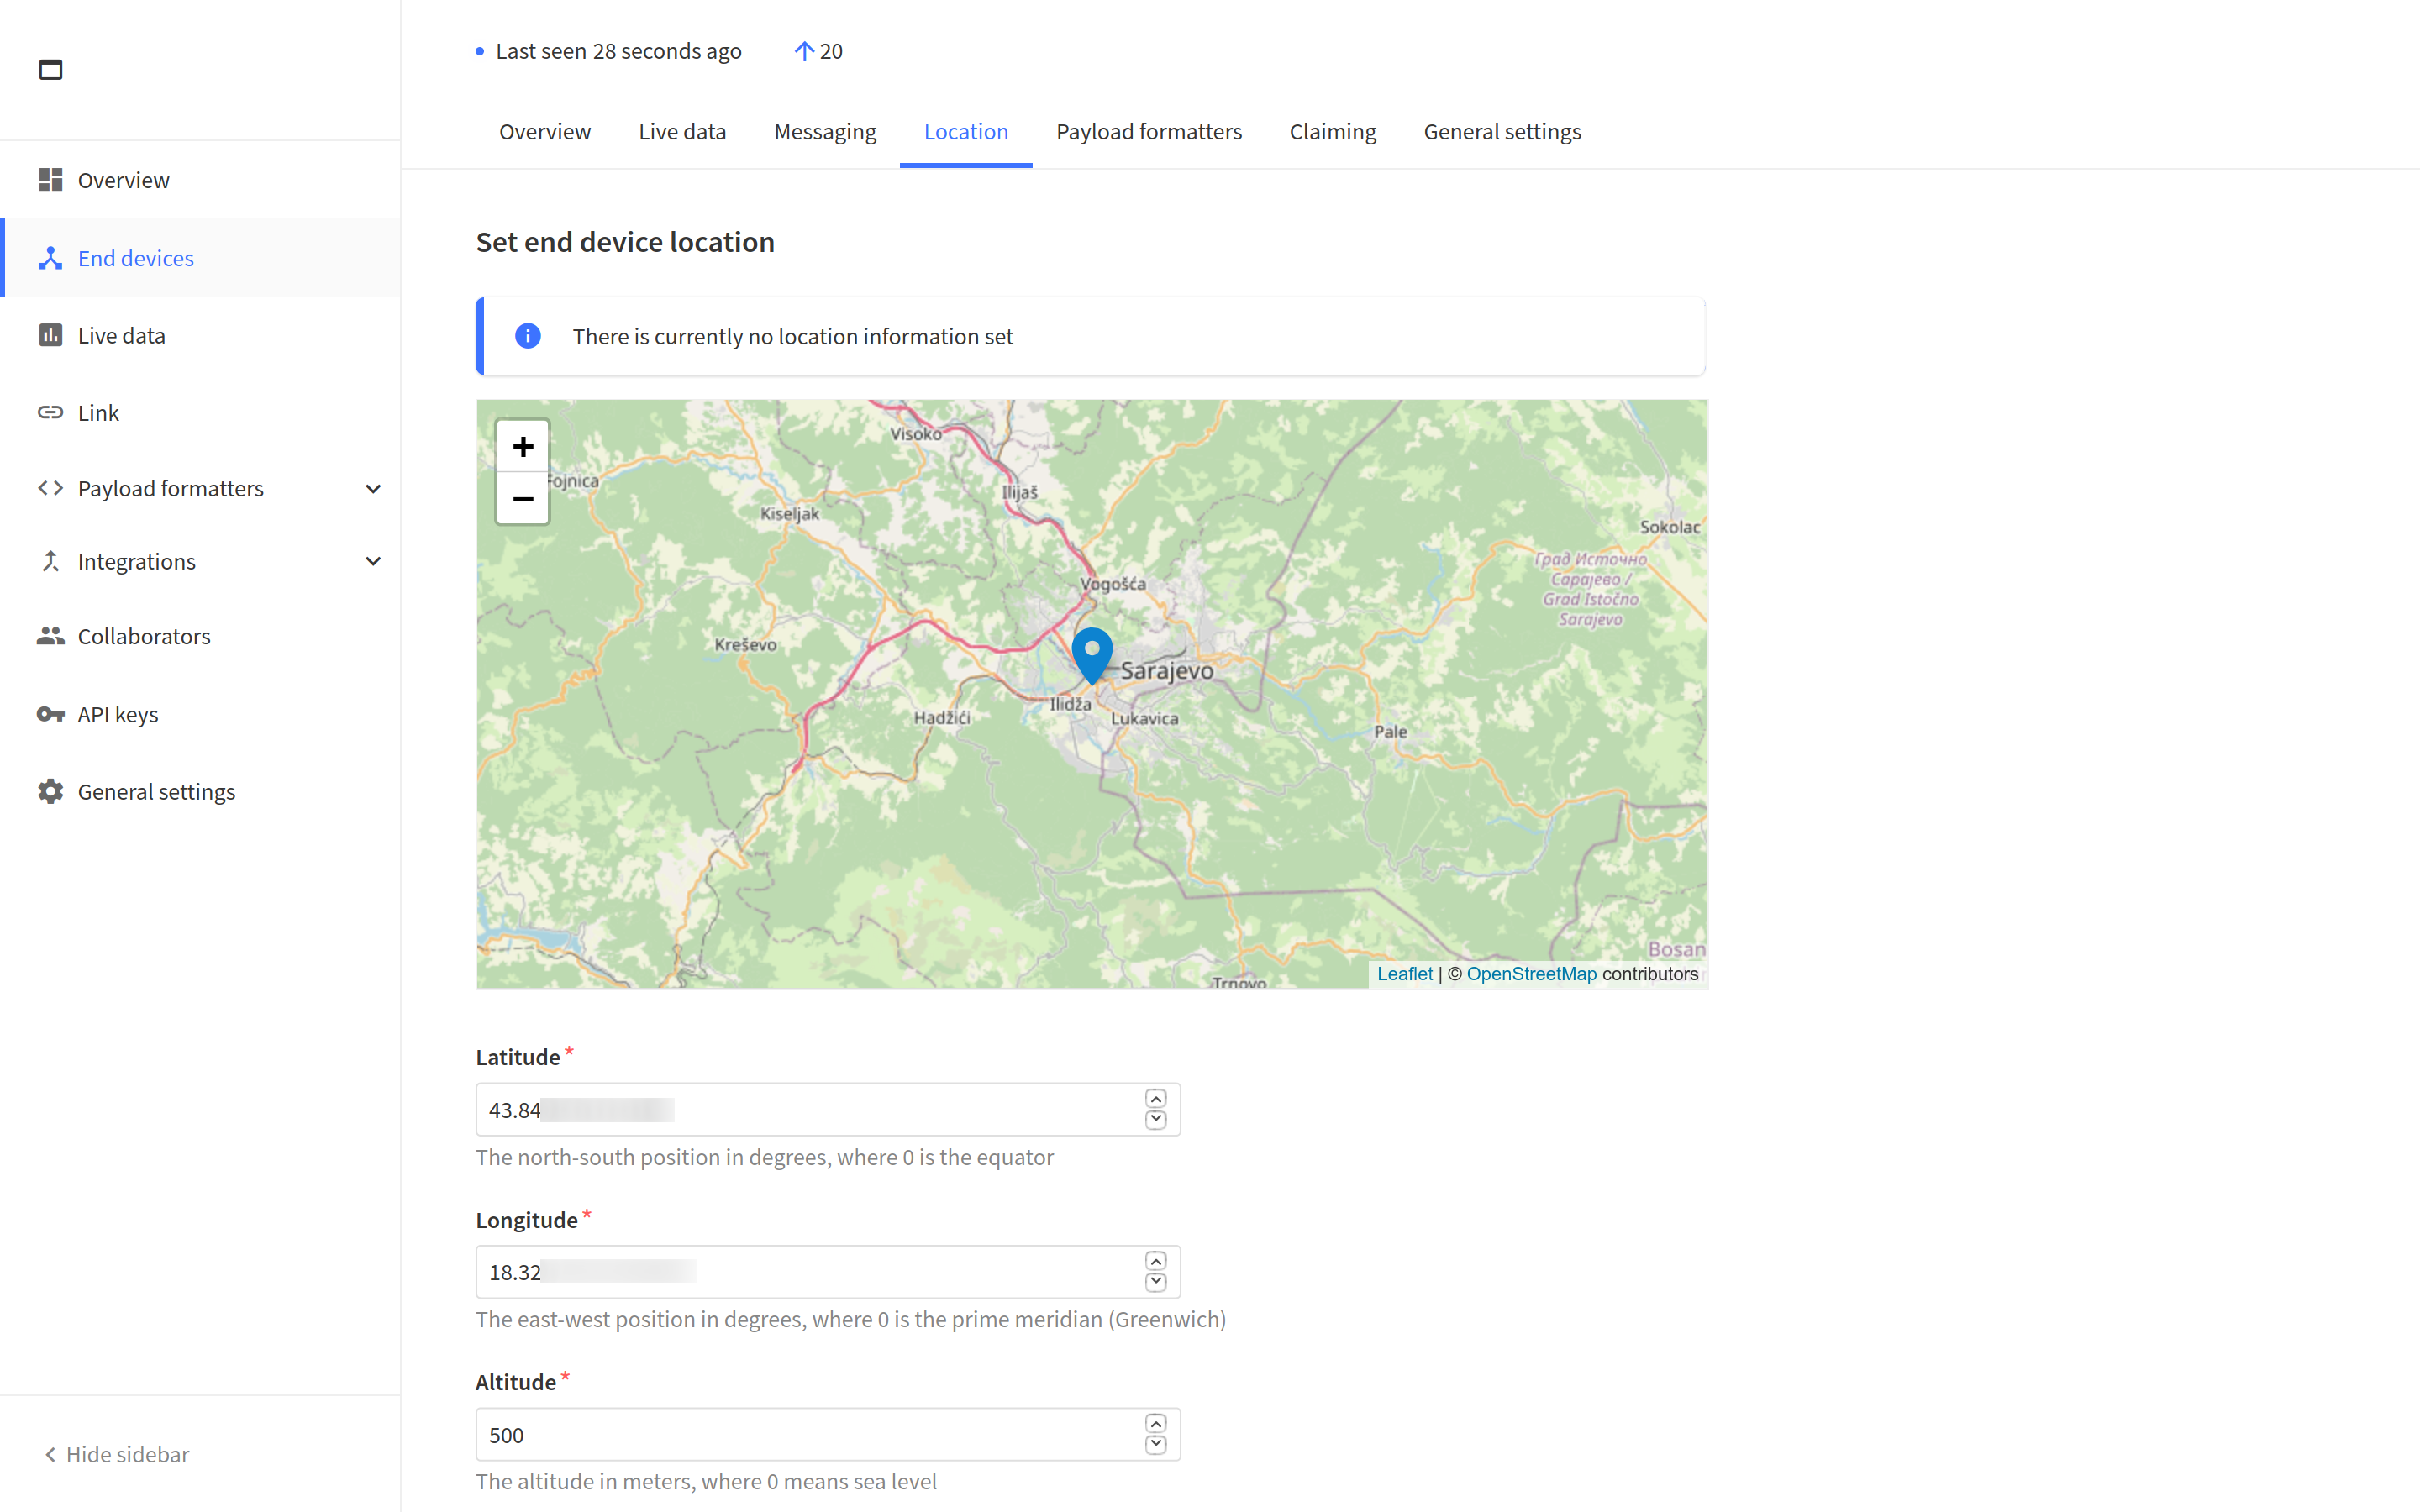 Last seen 28 seconds ago
20
Overview
Live data
Messaging
Location
Payload formatters
Claiming
General settings
Overview
End devices
Live data
Link
Payload formatters
Integrations
Collaborators
API keys
General settings
Hide sidebar
Set end device location
There is currently no location information set
+
−
Visoko
Fojnica
Ilijaš
Kiseljak
Sokolac
Град Источно
Сарајево /
Grad Istočno
Sarajevo
Vogošća
Kreševo
Sarajevo
Ilidža
Hadžići
Lukavica
Pale
Bosan
Trnovo
Leaflet | © OpenStreetMap contributors
Latitude *
43.84
The north-south position in degrees, where 0 is the equator
Longitude *
18.32
The east-west position in degrees, where 0 is the prime meridian (Greenwich)
Altitude *
500
The altitude in meters, where 0 means sea level